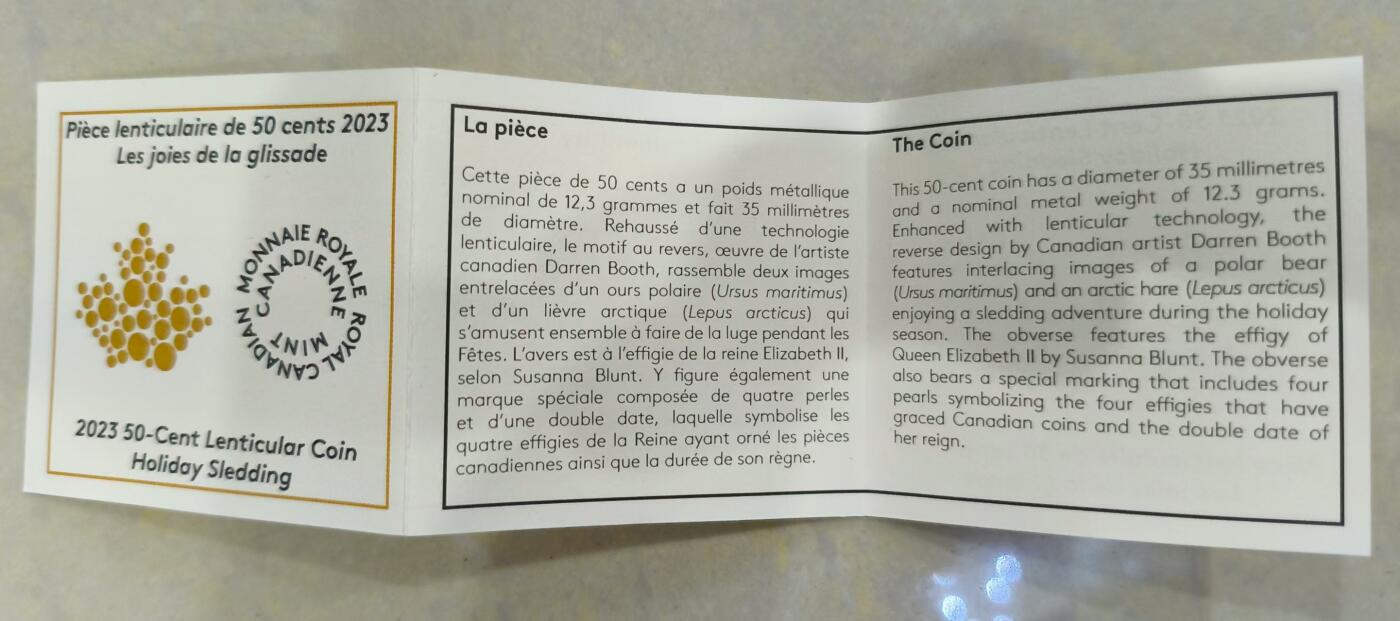 Pièce lenticulaire de 50 cents 2023
Les joies de la glissade
MONNAIE ROYALE CANADIENNE
ROYAL CANADIAN MINT
2023 50-Cent Lenticular Coin
Holiday Sledding
La pièce
Cette pièce de 50 cents a un poids métallique
nominal de 12,3 grammes et fait 35 millimètres
de diamètre. Rehaussé d'une technologie
lenticulaire, le motif au revers, œuvre de l'artiste
canadien Darren Booth, rassemble deux images
entrelacées d'un ours polaire (Ursus maritimus)
et d'un lièvre arctique (Lepus arcticus) qui
s'amusent ensemble à faire de la luge pendant les
Fêtes. L'avers est à l'effigie de la reine Elizabeth II,
selon Susanna Blunt. Y figure également une
marque spéciale composée de quatre perles
et d'une double date, laquelle symbolise les
quatre effigies de la Reine ayant orné les pièces
canadiennes ainsi que la durée de son règne.
The Coin
This 50-cent coin has a diameter of 35 millimetres
and a nominal metal weight of 12.3 grams.
Enhanced with lenticular technology, the
reverse design by Canadian artist Darren Booth
features interlacing images of a polar bear
(Ursus maritimus) and an arctic hare (Lepus arcticus)
enjoying a sledding adventure during the holiday
season. The obverse features the effigy of
Queen Elizabeth II by Susanna Blunt. The obverse
also bears a special marking that includes four
pearls symbolizing the four effigies that have
graced Canadian coins and the double date of
her reign.